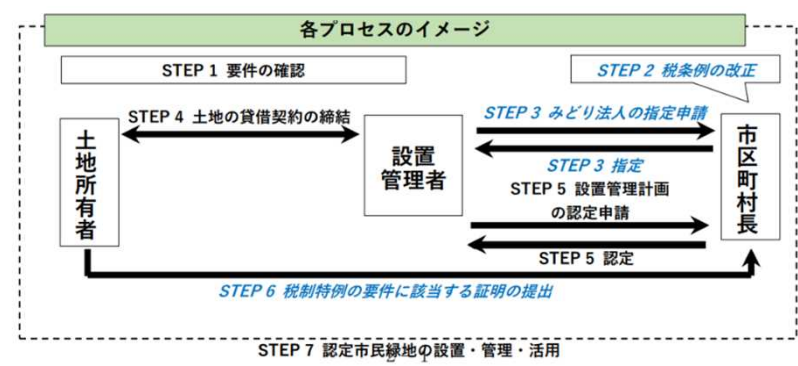 各プロセスのイメージ
STEP 1 要件の確認
STEP 2 税条例の改正
STEP 4 土地の貸借契約の締結
STEP 3 みどり法人の指定申請
土地所有者
設置
管理者
市区町村長
STEP 3 指定
STEP 5 設置管理計画
の認定申請
STEP 5 認定
STEP 6 税制特例の要件に該当する証明の提出
STEP 7 認定市民緑地の設置・管理・活用